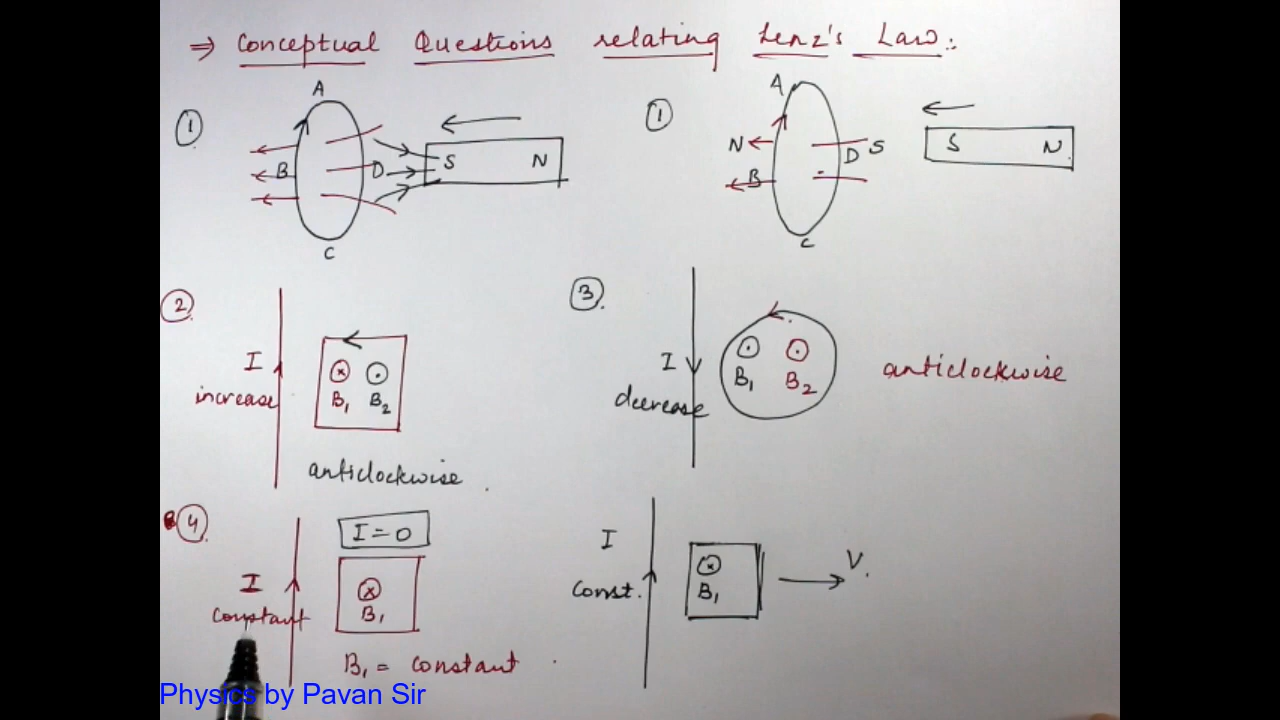 ⇒ Conceptual Questions relating Lenz's Law:.
① A B C D S N
① A N B C D S S N
② I increase B₁ B₂
anticlockwise
③ I decrease B₁ B₂ anticlockwise
④ I constant I = 0 B₁
B₁ = constant
I const. B₁ V.
Physics by Pavan Sir